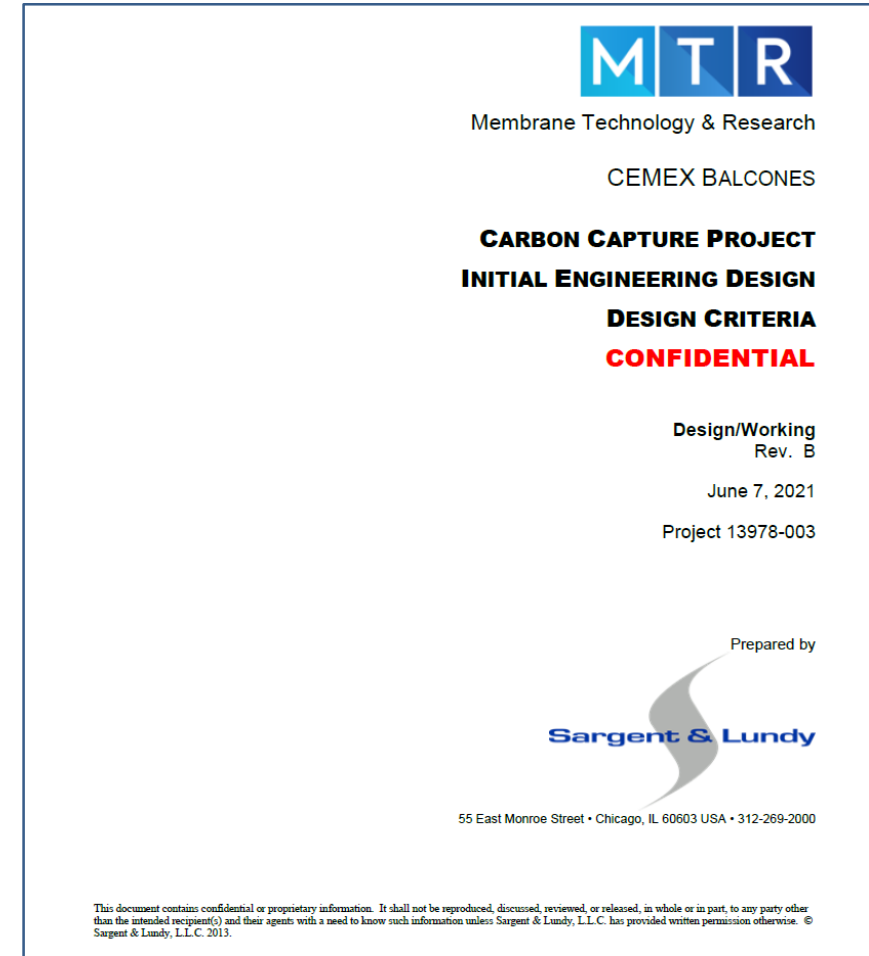 MTR
Membrane Technology & Research
CEMEX BALCONES
CARBON CAPTURE PROJECT
INITIAL ENGINEERING DESIGN
DESIGN CRITERIA
CONFIDENTIAL
Design/Working
Rev. B
June 7, 2021
Project 13978-003
Prepared by
Sargent & Lundy
55 East Monroe Street • Chicago, IL 60603 USA • 312-269-2000
This document contains confidential or proprietary information. It shall not be reproduced, discussed, reviewed, or released, in whole or in part, to any party other
than the intended recipient(s) and their agents with a need to know such information unless Sargent & Lundy, L.L.C. has provided written permission otherwise. ©
Sargent & Lundy, L.L.C. 2013.